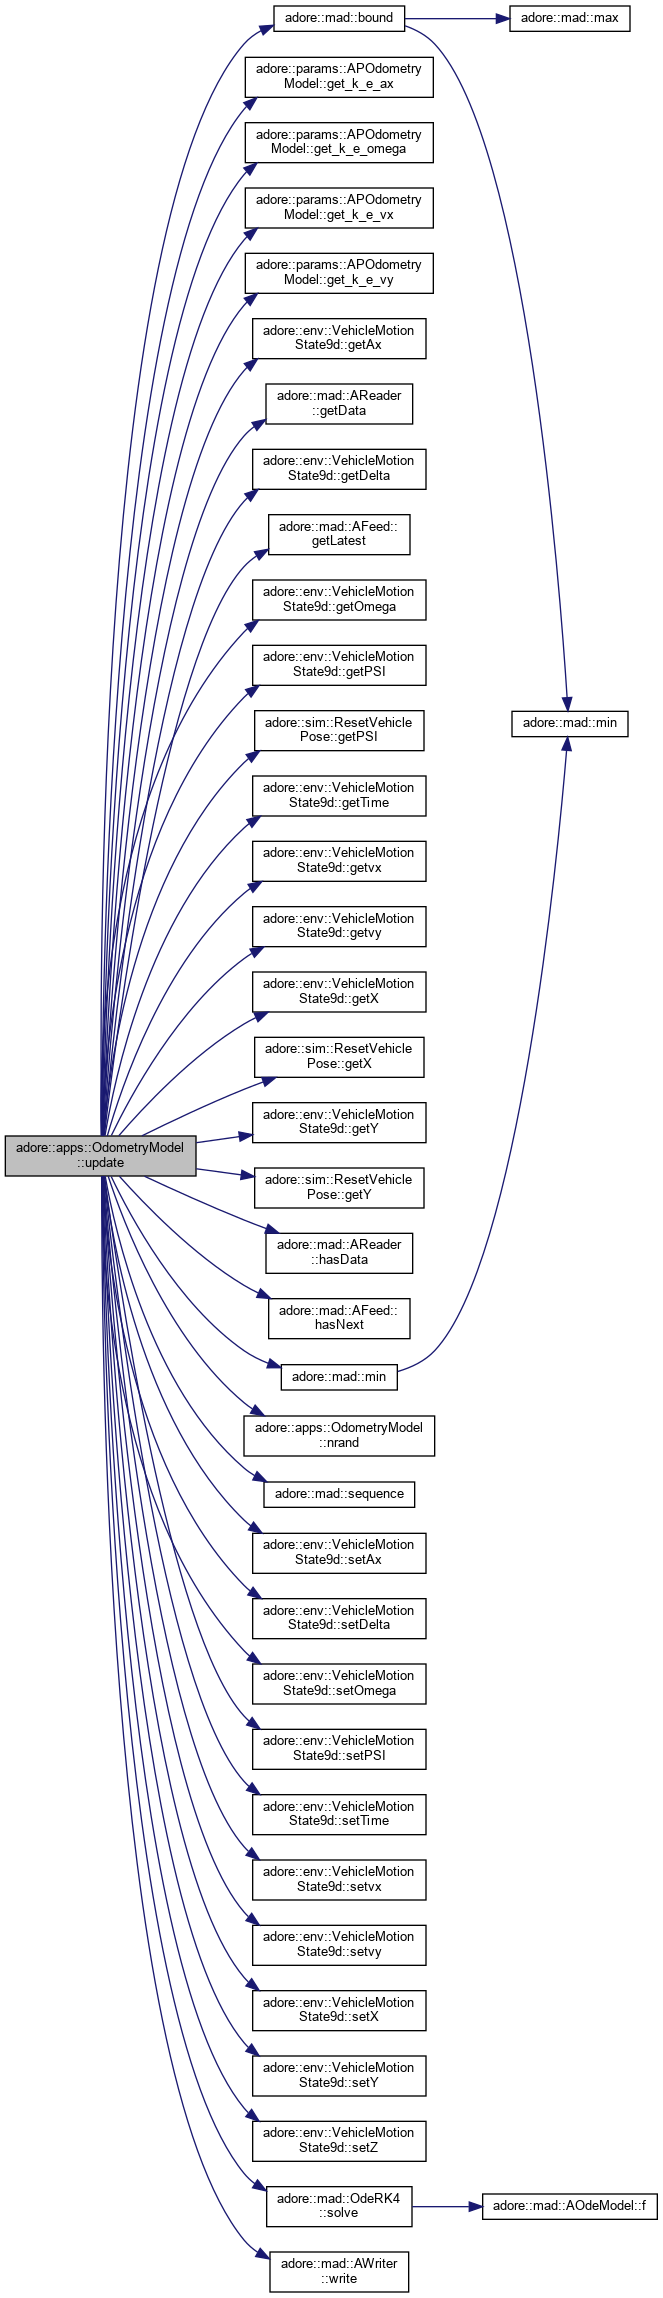 adore::mad::bound
adore::mad::max
adore::params::APOdometry
Model::get_k_e_ax
adore::params::APOdometry
Model::get_k_e_omega
adore::params::APOdometry
Model::get_k_e_vx
adore::params::APOdometry
Model::get_k_e_vy
adore::env::VehicleMotion
State9d::getAx
adore::mad::AReader
::getData
adore::env::VehicleMotion
State9d::getDelta
adore::mad::AFeed::
getLatest
adore::env::VehicleMotion
State9d::getOmega
adore::env::VehicleMotion
State9d::getPSI
adore::sim::ResetVehicle
Pose::getPSI
adore::mad::min
adore::env::VehicleMotion
State9d::getTime
adore::env::VehicleMotion
State9d::getvx
adore::env::VehicleMotion
State9d::getvy
adore::env::VehicleMotion
State9d::getX
adore::sim::ResetVehicle
Pose::getX
adore::env::VehicleMotion
State9d::getY
adore::apps::OdometryModel
::update
adore::sim::ResetVehicle
Pose::getY
adore::mad::AReader
::hasData
adore::mad::AFeed::
hasNext
adore::mad::min
adore::apps::OdometryModel
::nrand
adore::mad::sequence
adore::env::VehicleMotion
State9d::setAx
adore::env::VehicleMotion
State9d::setDelta
adore::env::VehicleMotion
State9d::setOmega
adore::env::VehicleMotion
State9d::setPSI
adore::env::VehicleMotion
State9d::setTime
adore::env::VehicleMotion
State9d::setvx
adore::env::VehicleMotion
State9d::setvy
adore::env::VehicleMotion
State9d::setX
adore::env::VehicleMotion
State9d::setY
adore::env::VehicleMotion
State9d::setZ
adore::mad::OdeRK4
::solve
adore::mad::AOdeModel::f
adore::mad::AWriter
::write